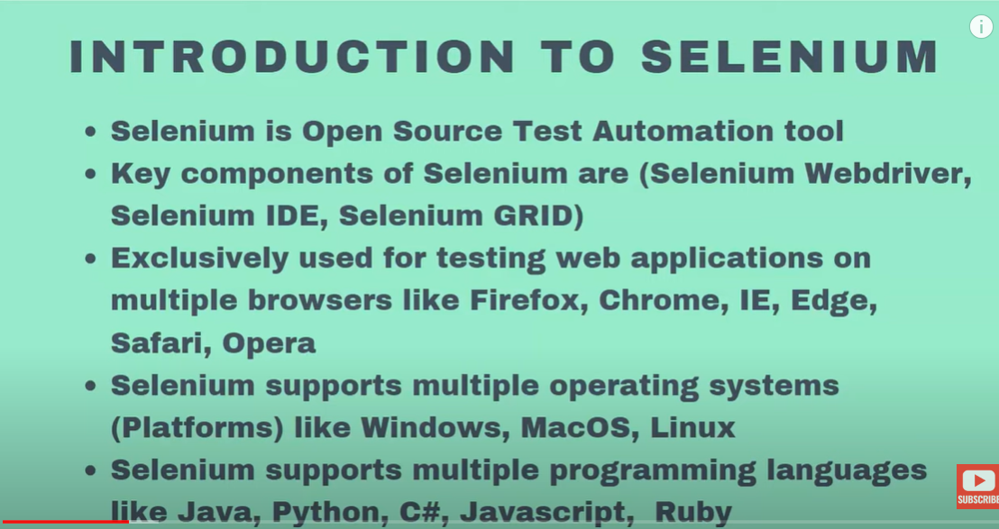 INTRODUCTION TO SELENIUM
• Selenium is Open Source Test Automation tool
• Key components of Selenium are (Selenium Webdriver,
Selenium IDE, Selenium GRID)
• Exclusively used for testing web applications on
multiple browsers like Firefox, Chrome, IE, Edge,
Safari, Opera
• Selenium supports multiple operating systems
(Platforms) like Windows, MacOS, Linux
• Selenium supports multiple programming languages
like Java, Python, C#, Javascript,  Ruby
SUBSCRIBE